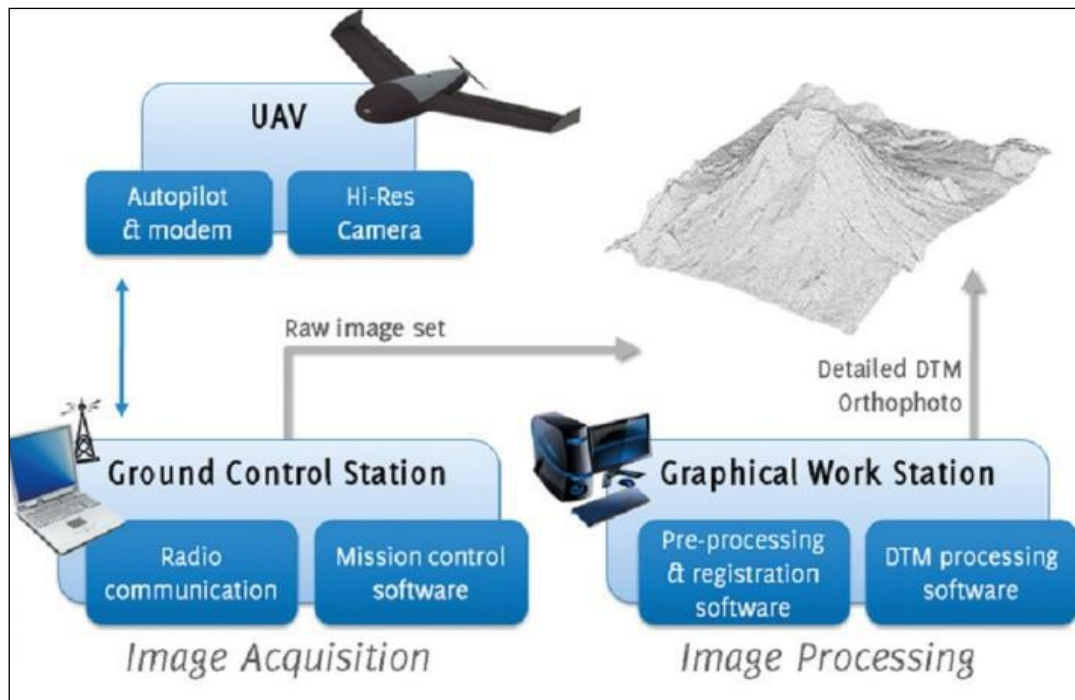 UAV
Autopilot
& modem
Hi-Res
Camera
Raw image set
Detailed DTM
Orthophoto
Ground Control Station
Radio
communication
Mission control
software
Graphical Work Station
Pre-processing
& registration
software
DTM processing
software
Image Acquisition
Image Processing